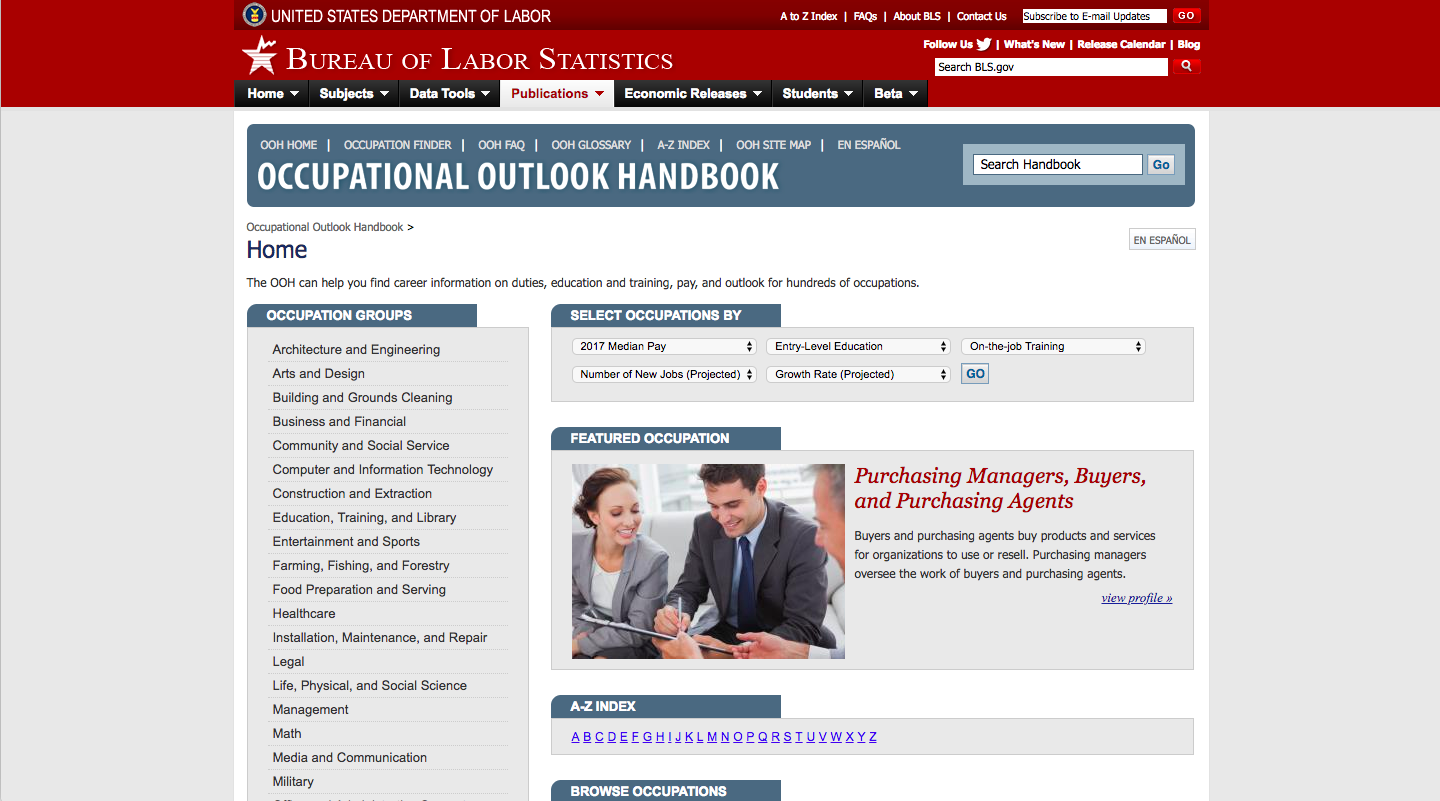 UNITED STATES DEPARTMENT OF LABOR
A to Z Index | FAQs | About BLS | Contact Us
Subscribe to E-mail Updates
GO
BUREAU OF LABOR STATISTICS
Follow Us | What's New | Release Calendar | Blog
Search BLS.gov
Home
Subjects
Data Tools
Publications
Economic Releases
Students
Beta
OOH HOME | OCCUPATION FINDER | OOH FAQ | OOH GLOSSARY | A-Z INDEX | OOH SITE MAP | EN ESPAÑOL
OCCUPATIONAL OUTLOOK HANDBOOK
Search Handbook
Go
Occupational Outlook Handbook >
Home
EN ESPAÑOL
The OOH can help you find career information on duties, education and training, pay, and outlook for hundreds of occupations.
OCCUPATION GROUPS
Architecture and Engineering
Arts and Design
Building and Grounds Cleaning
Business and Financial
Community and Social Service
Computer and Information Technology
Construction and Extraction
Education, Training, and Library
Entertainment and Sports
Farming, Fishing, and Forestry
Food Preparation and Serving
Healthcare
Installation, Maintenance, and Repair
Legal
Life, Physical, and Social Science
Management
Math
Media and Communication
Military
SELECT OCCUPATIONS BY
2017 Median Pay
Entry-Level Education
On-the-job Training
Number of New Jobs (Projected)
Growth Rate (Projected)
GO
FEATURED OCCUPATION
Purchasing Managers, Buyers,
and Purchasing Agents
Buyers and purchasing agents buy products and services
for organizations to use or resell. Purchasing managers
oversee the work of buyers and purchasing agents.
view profile »
A-Z INDEX
A B C D E F G H I J K L M N O P Q R S T U V W X Y Z
BROWSE OCCUPATIONS